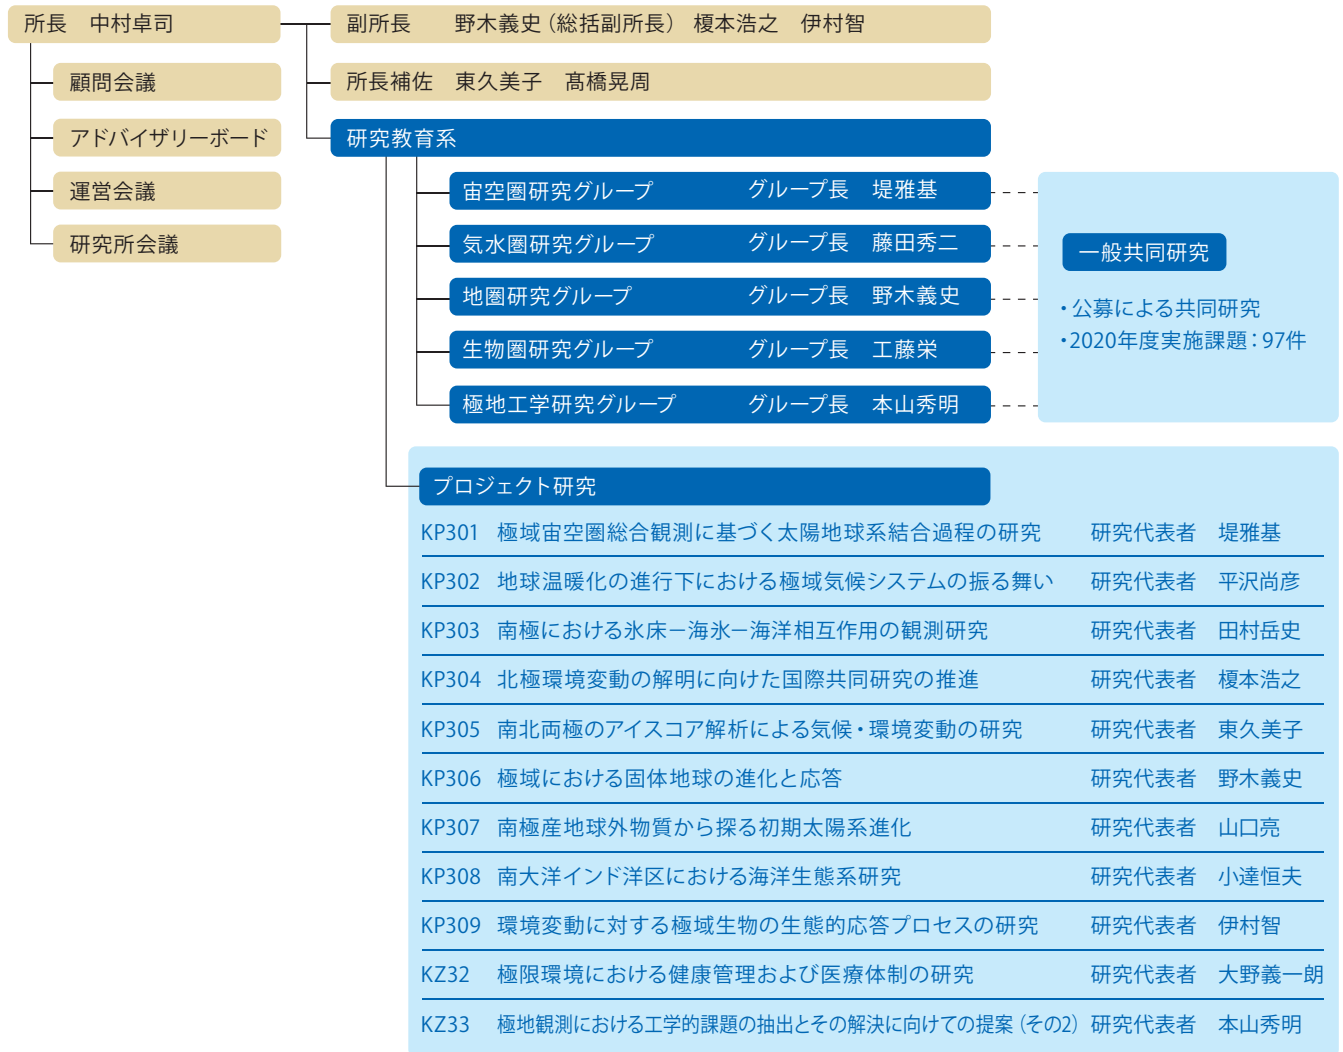 所長　中村卓司
副所長　野木義史（総括副所長）　榎本浩之　伊村智
顧問会議
所長補佐　東久美子　髙橋晃周
アドバイザリーボード
研究教育系
運営会議
研究所会議
宙空圏研究グループ　グループ長　堤雅基
気水圏研究グループ　グループ長　藤田秀二
地圏研究グループ　グループ長　野木義史
生物圏研究グループ　グループ長　工藤栄
極地工学研究グループ　グループ長　本山秀明
一般共同研究
・公募による共同研究
・2020年度実施課題：97件
プロジェクト研究
KP301　極域宙空圏総合観測に基づく太陽地球系結合過程の研究　研究代表者　堤雅基
KP302　地球温暖化の進行下における極域気候システムの振る舞い　研究代表者　平沢尚彦
KP303　南極における氷床－海氷－海洋相互作用の観測研究　研究代表者　田村岳史
KP304　北極環境変動の解明に向けた国際共同研究の推進　研究代表者　榎本浩之
KP305　南北両極のアイスコア解析による気候・環境変動の研究　研究代表者　東久美子
KP306　極域における固体地球の進化と応答　研究代表者　野木義史
KP307　南極産地球外物質から探る初期太陽系進化　研究代表者　山口亮
KP308　南大洋インド洋区における海洋生態系研究　研究代表者　小達恒夫
KP309　環境変動に対する極域生物の生態的応答プロセスの研究　研究代表者　伊村智
KZ32　極限環境における健康管理および医療体制の研究　研究代表者　大野義一朗
KZ33　極地観測における工学的課題の抽出とその解決に向けての提案（その2）　研究代表者　本山秀明